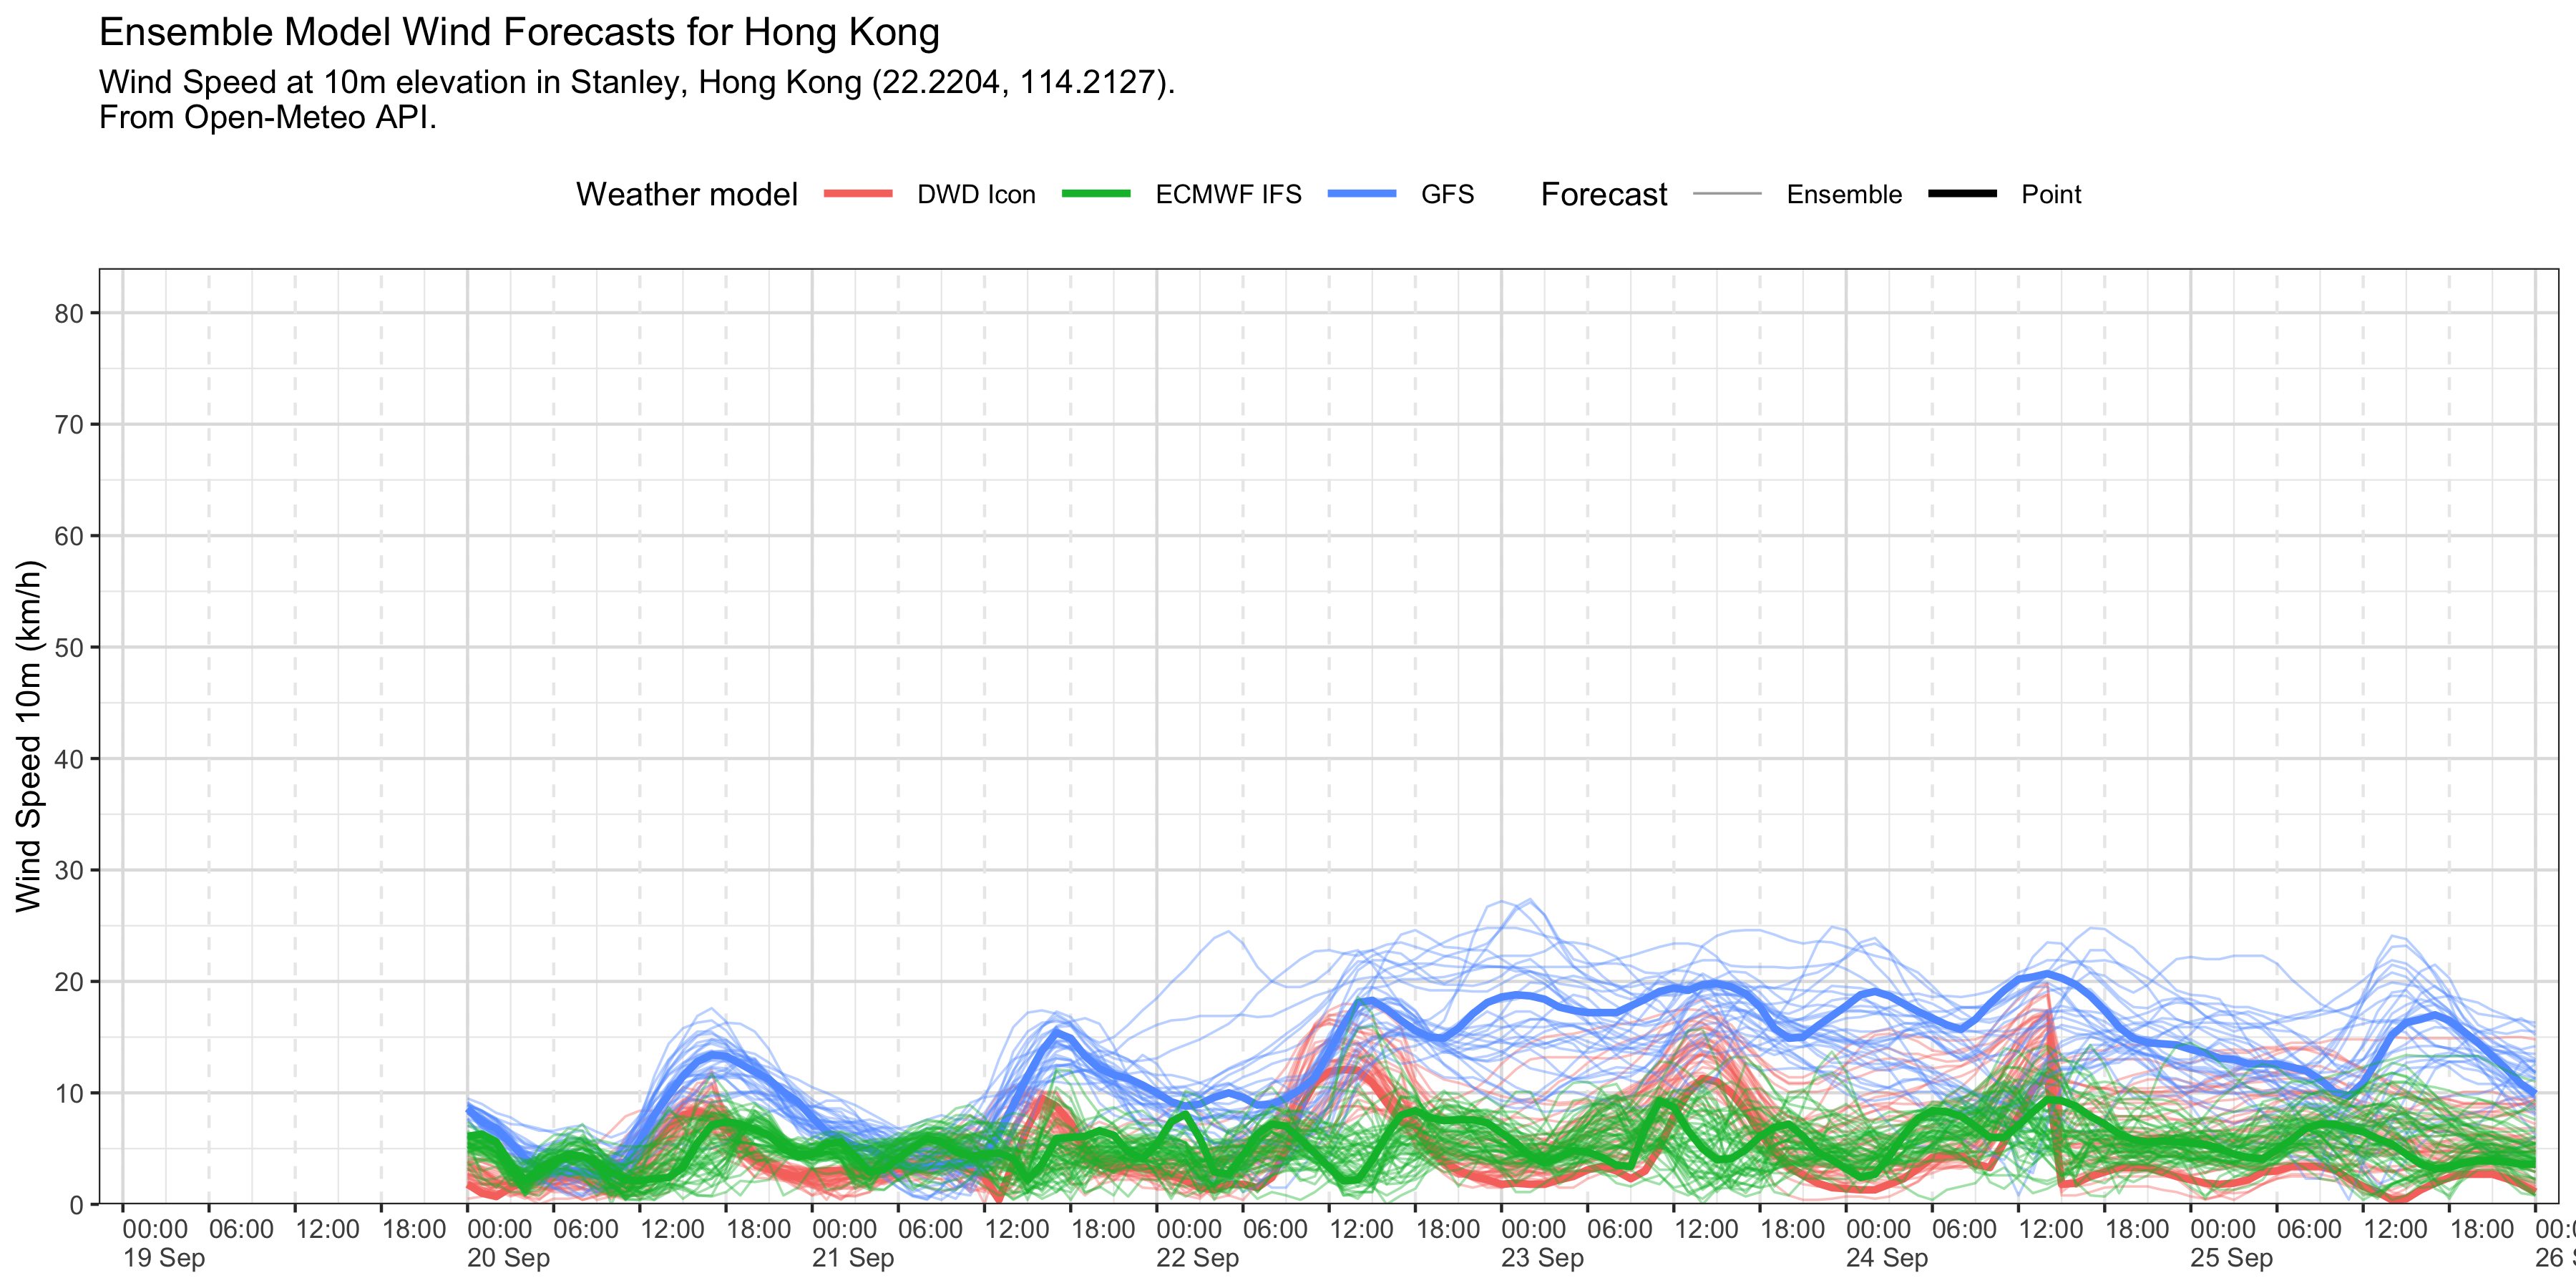 Ensemble Model Wind Forecasts for Hong Kong
Wind Speed at 10m elevation in Stanley, Hong Kong (22.2204, 114.2127).
From Open-Meteo API.
Weather model DWD Icon ECMWF IFS GFS Forecast Ensemble Point
Wind Speed 10m (km/h)
80
70
60
50
40
30
20
10
0
00:00 06:00 12:00 18:00 00:00 06:00 12:00 18:00 00:00 06:00 12:00 18:00 00:00 06:00 12:00 18:00 00:00 06:00 12:00 18:00 00:00 06:00 12:00 18:00 00:00 06:00 12:00 18:00 00:0
19 Sep 20 Sep 21 Sep 22 Sep 23 Sep 24 Sep 25 Sep 26 S